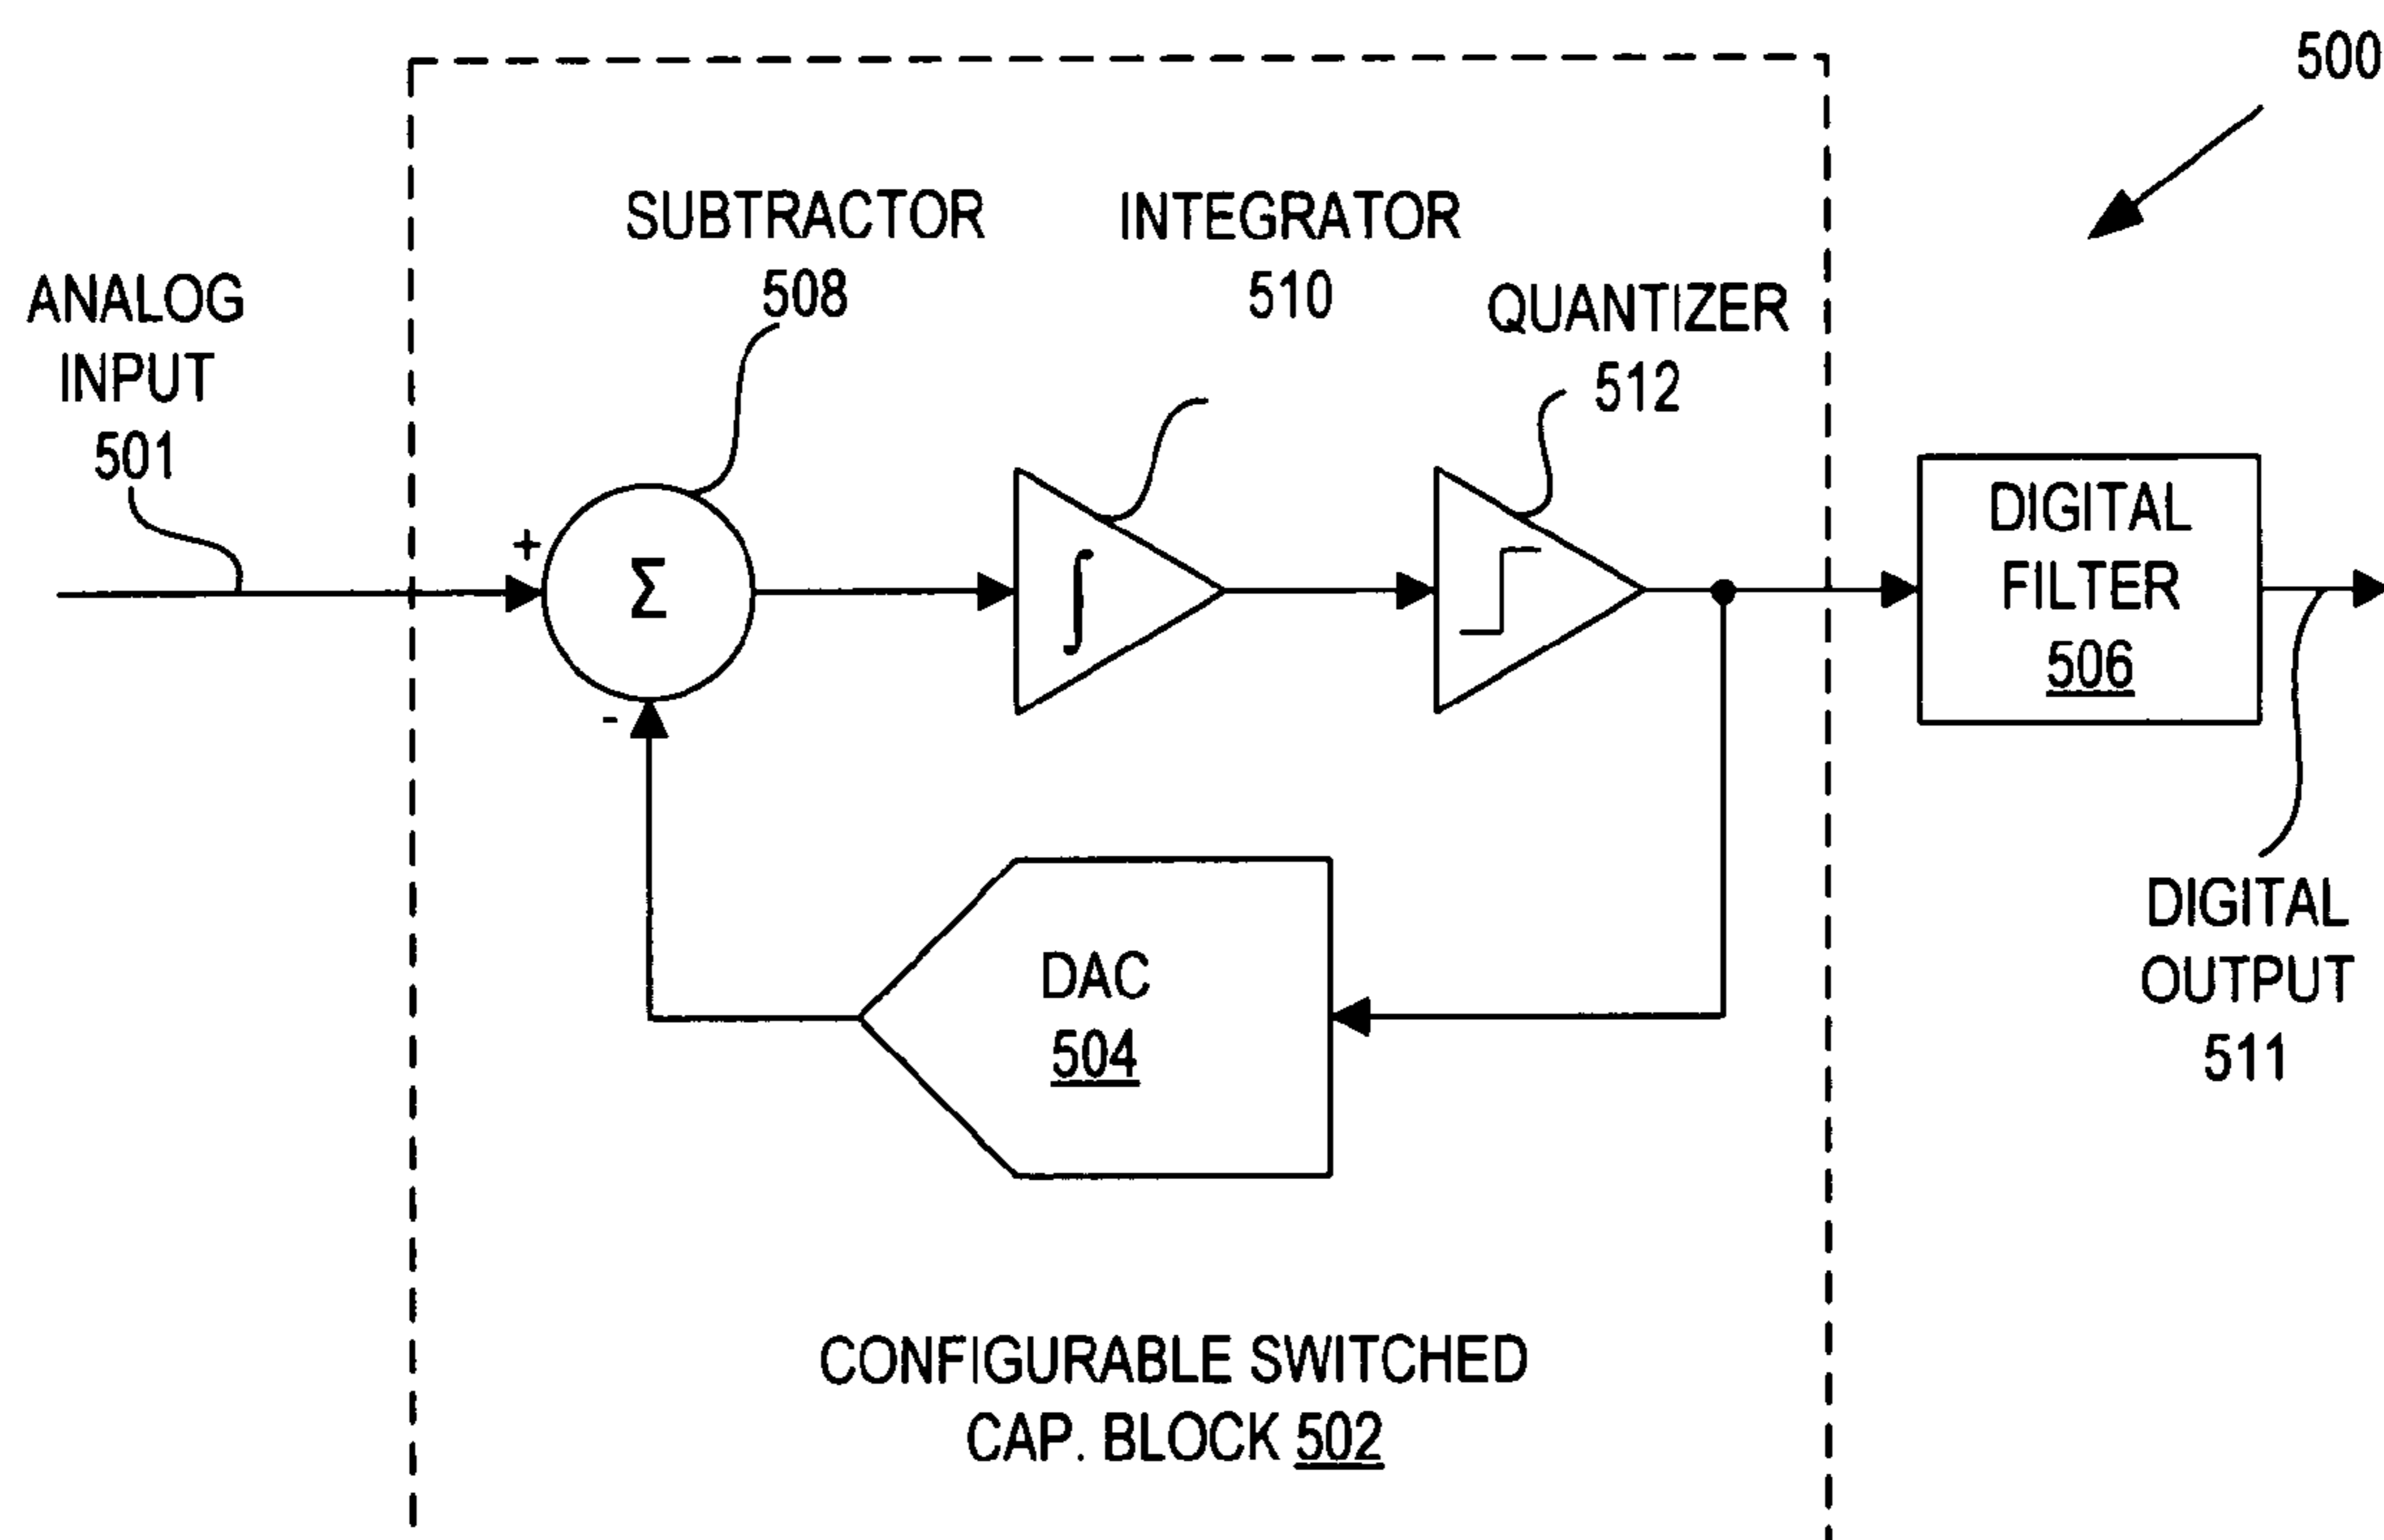 500
SUBTRACTOR
508
INTEGRATOR
510
QUANTIZER
512
ANALOG
INPUT
501
+
Σ
-
∫
DIGITAL
FILTER
506
DIGITAL
OUTPUT
511
DAC
504
CONFIGURABLE SWITCHED
CAP. BLOCK 502